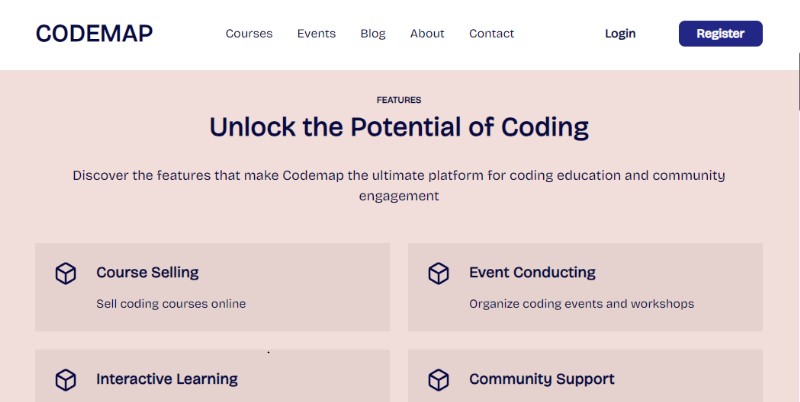 CODEMAP Courses Events Blog About Contact Login Register
FEATURES
Unlock the Potential of Coding
Discover the features that make Codemap the ultimate platform for coding education and community
engagement
Course Selling
Sell coding courses online
Event Conducting
Organize coding events and workshops
Interactive Learning
Community Support